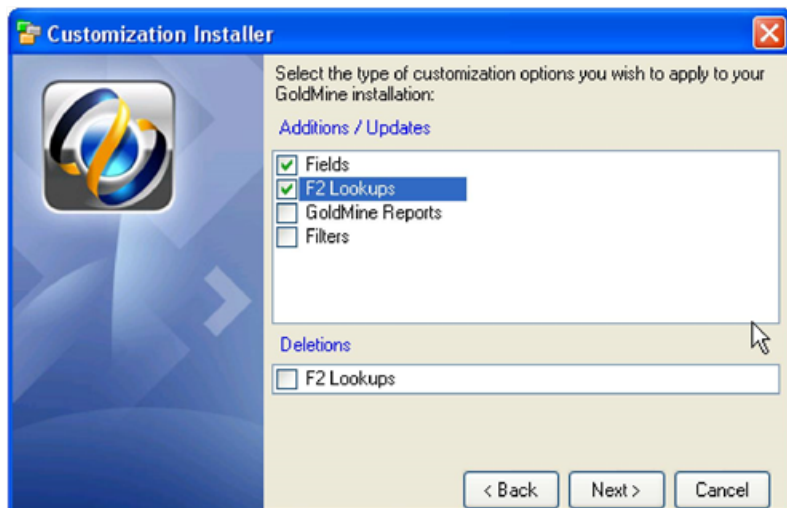 Customization Installer
Select the type of customization options you wish to apply to your
GoldMine installation:
Additions / Updates
Fields
F2 Lookups
GoldMine Reports
Filters
Deletions
F2 Lookups
< Back
Next >
Cancel